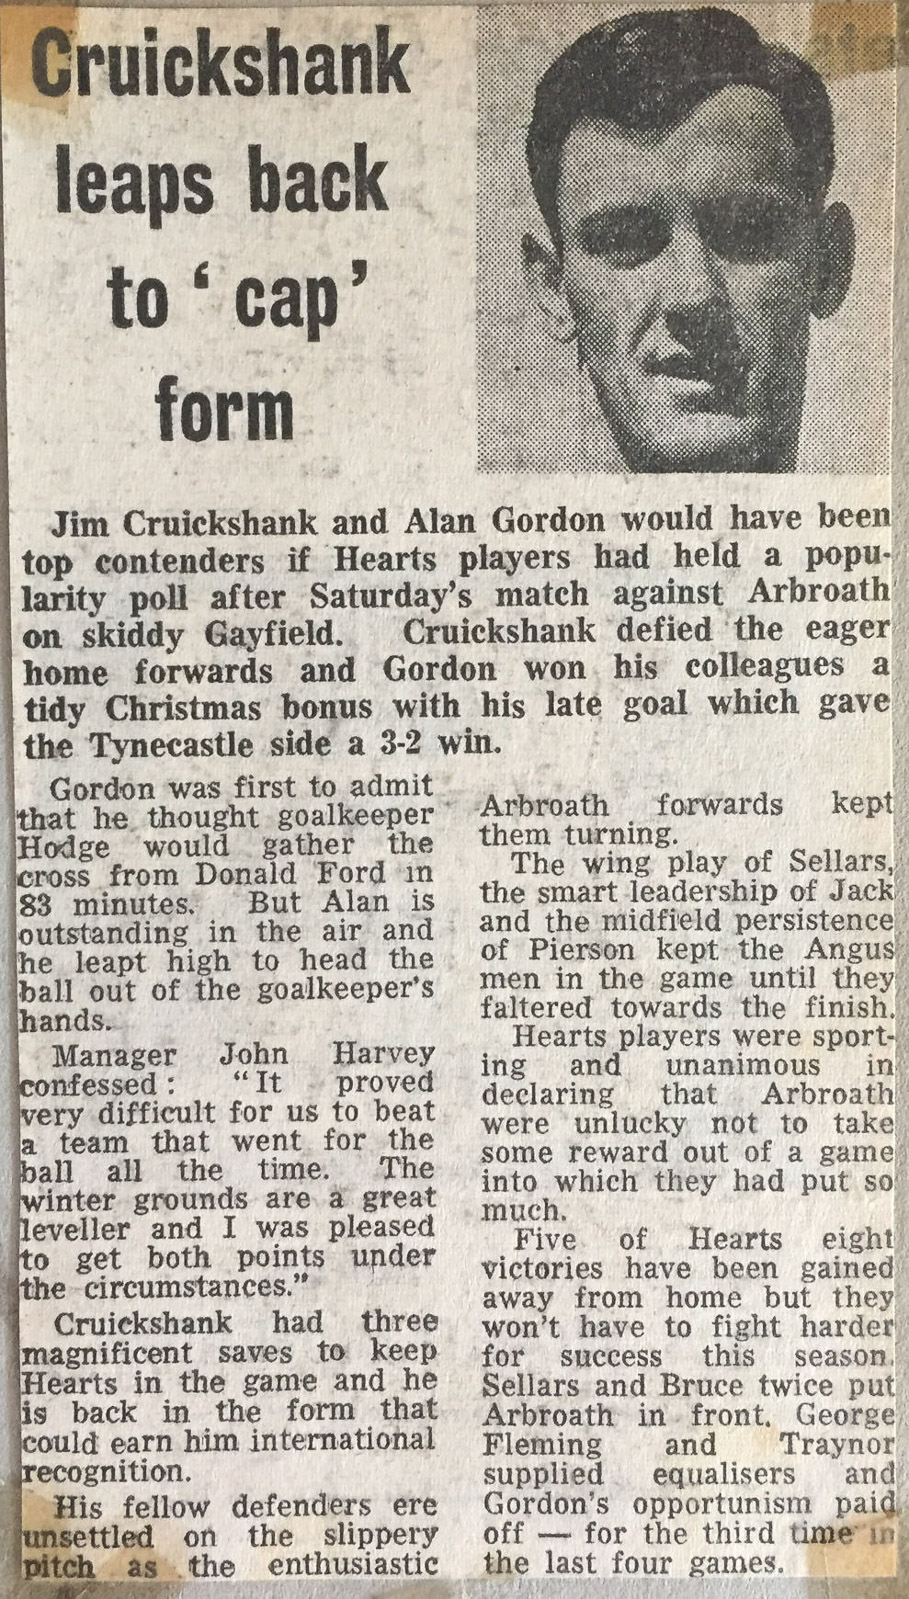 Cruickshank
leaps back
to ‘ cap ’
form
Jim Cruickshank and Alan Gordon would have been
top contenders if Hearts players had held a popu-
larity poll after Saturday's match against Arbroath
on skiddy Gayfield. Cruickshank defied the eager
home forwards and Gordon won his colleagues a
tidy Christmas bonus with his late goal which gave
the Tynecastle side a 3-2 win.
Gordon was first to admit
that he thought goalkeeper
Hodge would gather the
cross from Donald Ford in
83 minutes. But Alan is
outstanding in the air and
he leapt high to head the
ball out of the goalkeeper's
hands.
Manager John Harvey
confessed : “It proved
very difficult for us to beat
a team that went for the
ball all the time. The
winter grounds are a great
leveller and I was pleased
to get both points under
the circumstances.”
Cruickshank had three
magnificent saves to keep
Hearts in the game and he
is back in the form that
could earn him international
recognition.
His fellow defenders ere
unsettled on the slippery
pitch as the enthusiastic
Arbroath forwards kept
them turning.
The wing play of Sellars,
the smart leadership of Jack
and the midfield persistence
of Pierson kept the Angus
men in the game until they
faltered towards the finish.
Hearts players were sport-
ing and unanimous in
declaring that Arbroath
were unlucky not to take
some reward out of a game
into which they had put so
much.
Five of Hearts eight
victories have been gained
away from home but they
won't have to fight harder
for success this season.
Sellars and Bruce twice put
Arbroath in front. George
Fleming and Traynor
supplied equalisers and
Gordon's opportunism paid
off — for the third time in
the last four games.